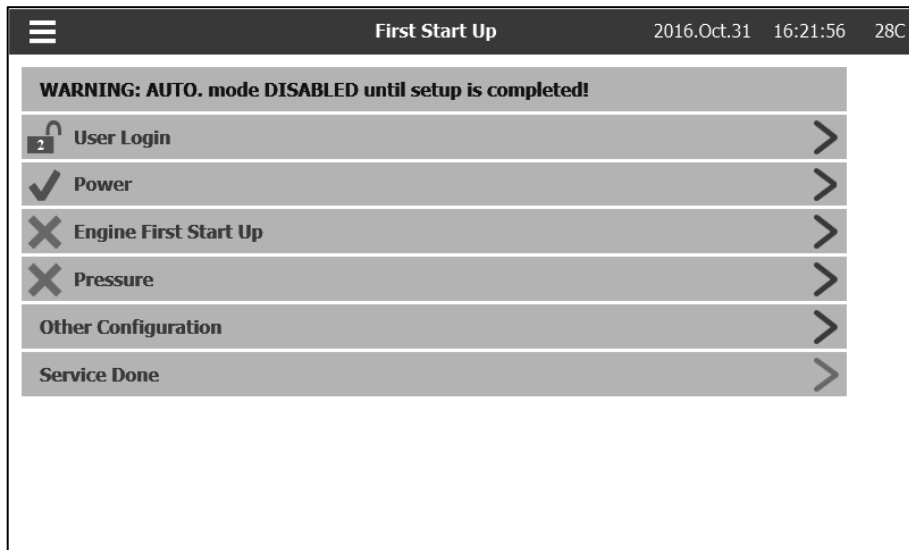 First Start Up 2016.Oct.31 16:21:56 28C
WARNING: AUTO. mode DISABLED until setup is completed!
2 User Login
Power
Engine First Start Up
Pressure
Other Configuration
Service Done